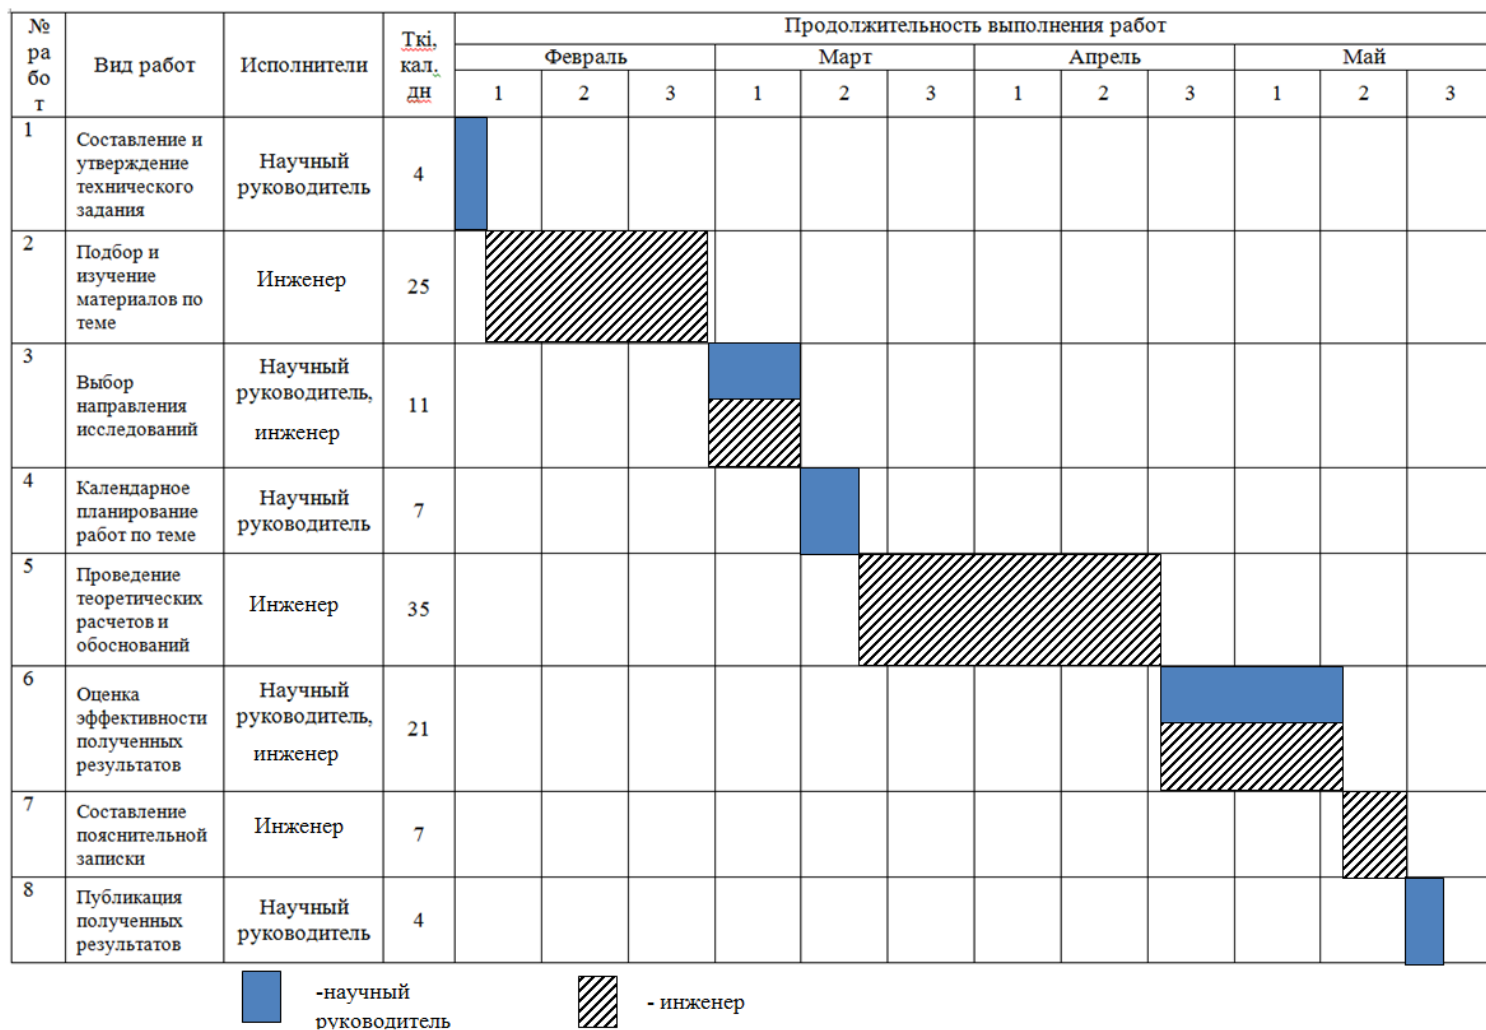 №
ра
бо
т
Вид работ
Исполнители
Ткi,
кал.
дн
Продолжительность выполнения работ
Февраль
Март
Апрель
Май
1
2
3
1
2
3
1
2
3
1
2
3
1
Составление и
утверждение
технического
задания
Научный
руководитель
4
2
Подбор и
изучение
материалов по
теме
Инженер
25
3
Выбор
направления
исследований
Научный
руководитель,
инженер
11
4
Календарное
планирование
работ по теме
Научный
руководитель
7
5
Проведение
теоретических
расчетов и
обоснований
Инженер
35
6
Оценка
эффективности
полученных
результатов
Научный
руководитель,
инженер
21
7
Составление
пояснительной
записки
Инженер
7
8
Публикация
полученных
результатов
Научный
руководитель
4
-научный
руководитель
- инженер